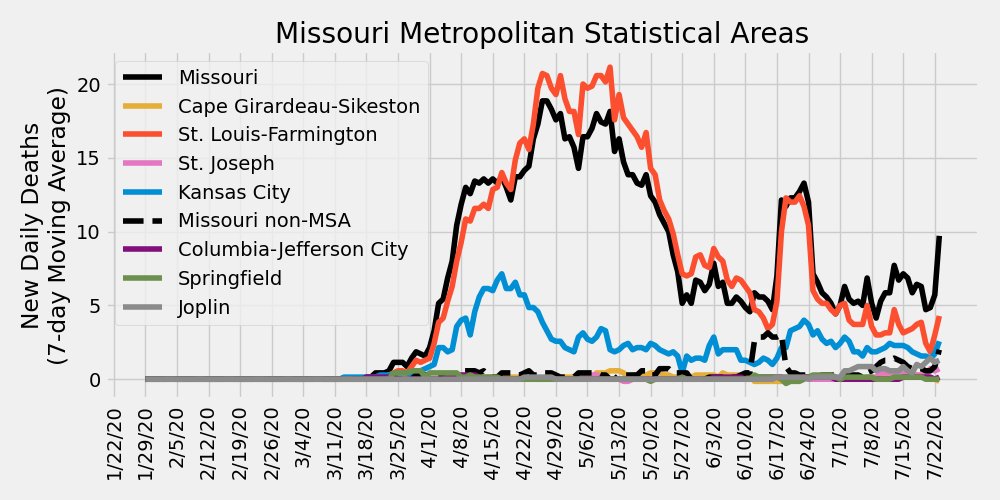 Missouri Metropolitan Statistical Areas
New Daily Deaths
(7-day Moving Average)
20
15
10
5
0
Missouri
Cape Girardeau-Sikeston
St. Louis-Farmington
St. Joseph
Kansas City
Missouri non-MSA
Columbia-Jefferson City
Springfield
Joplin
1/22/20
1/29/20
2/5/20
2/12/20
2/19/20
2/26/20
3/4/20
3/11/20
3/18/20
3/25/20
4/1/20
4/8/20
4/15/20
4/22/20
4/29/20
5/6/20
5/13/20
5/20/20
5/27/20
6/3/20
6/10/20
6/17/20
6/24/20
7/1/20
7/8/20
7/15/20
7/22/20